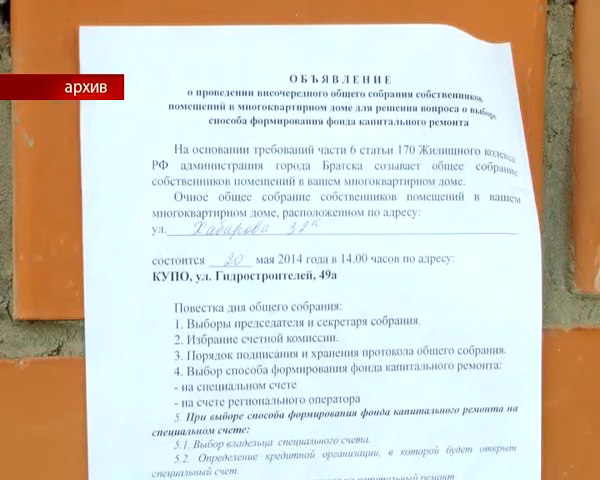 архив
ОБЪЯВЛЕНИЕ
о проведении внеочередного общего собрания собственников
помещений в многоквартирном доме для решения вопроса о выборе
способа формирования фонда капитального ремонта
На основании требований части 6 статьи 170 Жилищного кодекса
РФ администрация города Братска созывает общее собрание
собственников помещений в вашем многоквартирном доме.
Очное общее собрание собственников помещений в вашем
многоквартирном доме, расположенном по адресу:
ул. Хабарова 32а
состоится 20 мая 2014 года в 14.00 часов по адресу:
КУПО, ул. Гидростроителей, 49а
Повестка дня общего собрания:
1. Выборы председателя и секретаря собрания.
2. Избрание счетной комиссии.
3. Порядок подписания и хранения протокола общего собрания.
4. Выбор способа формирования фонда капитального ремонта:
- на специальном счете
- на счете регионального оператора
5. При выборе способа формирования фонда капитального ремонта на
специальном счете:
5.1. Выбор владельца специального счета.
5.2. Определение кредитной организации, в которой будет открыт
специальный счет.
на капитальный ремонт